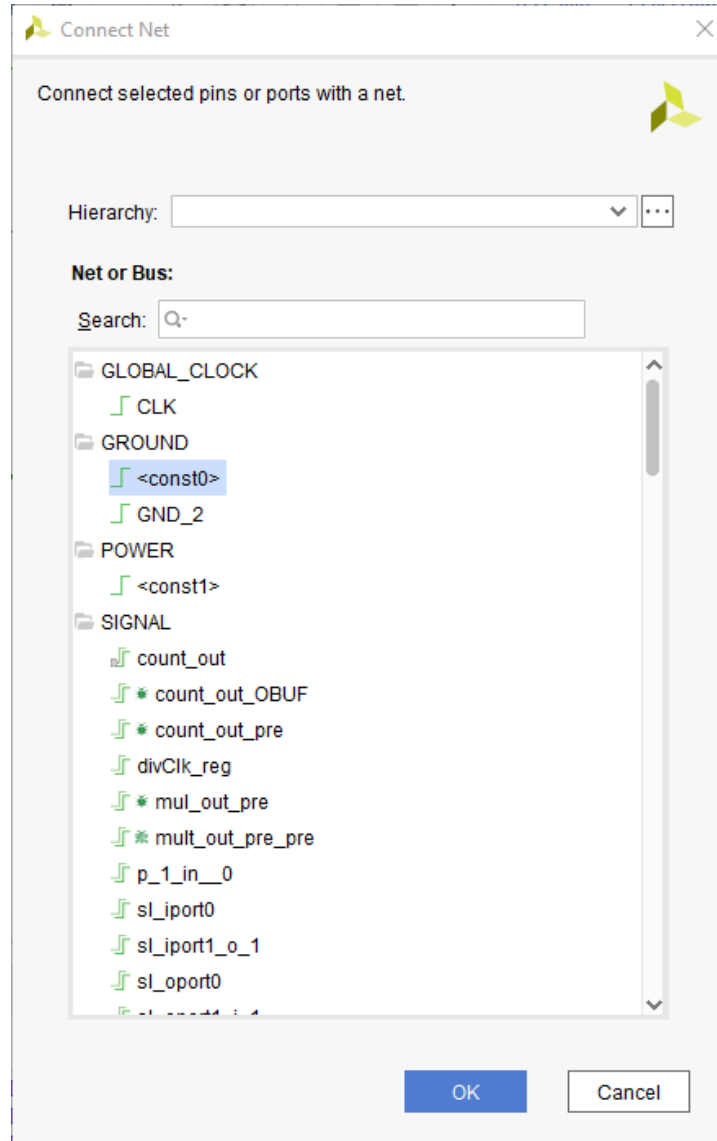 Connect Net
Connect selected pins or ports with a net.
Hierarchy:
Net or Bus:
Search:
GLOBAL_CLOCK
CLK
GROUND
<const0>
GND_2
POWER
<const1>
SIGNAL
count_out
count_out_OBUF
count_out_pre
divClk_reg
mul_out_pre
mult_out_pre_pre
p_1_in__0
sl_iport0
sl_iport1_o_1
sl_oport0
OK Cancel